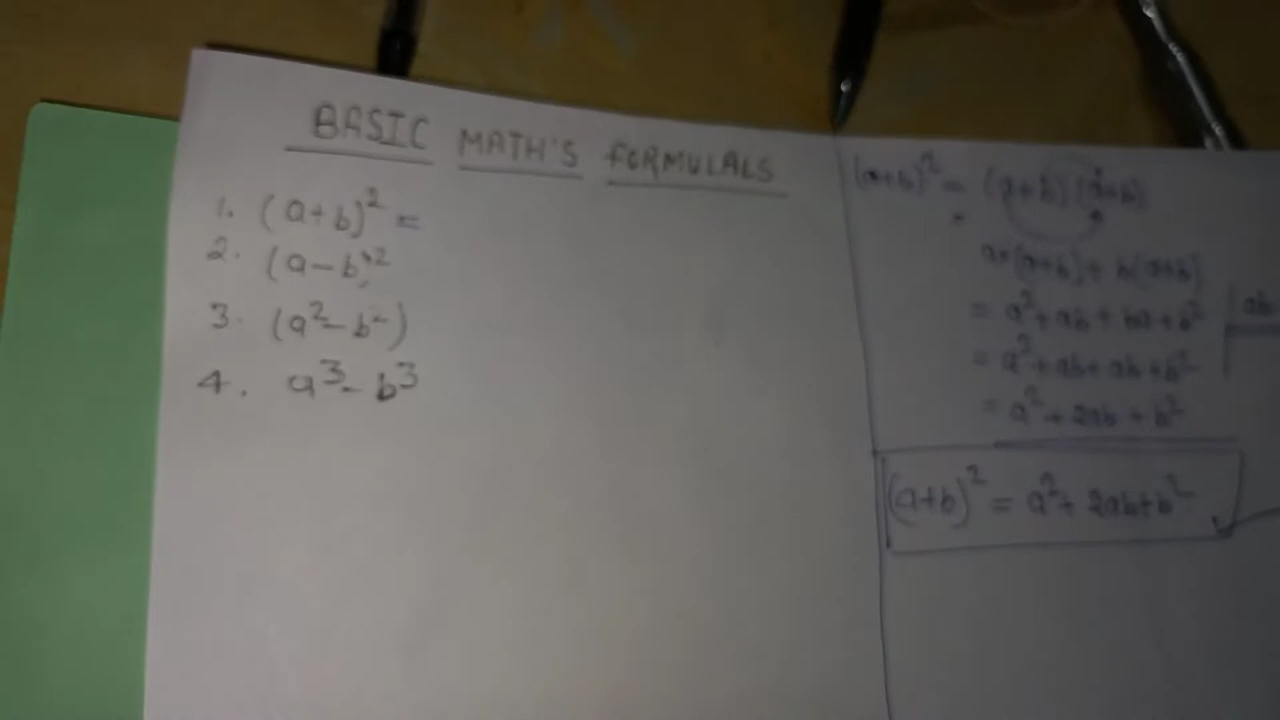 BASIC MATH'S FORMULALS
1. (a+b)² =
2. (a-b)²
3. (a²-b²)
4. a³-b³
(a+b)² = (a+b)(a+b)
a(a+b)+ b(a+b)
= a²+ab+ba+b²
= a²+ab+ab+b²
= a²+2ab+b²
(a+b)² = a²+2ab+b²
ab